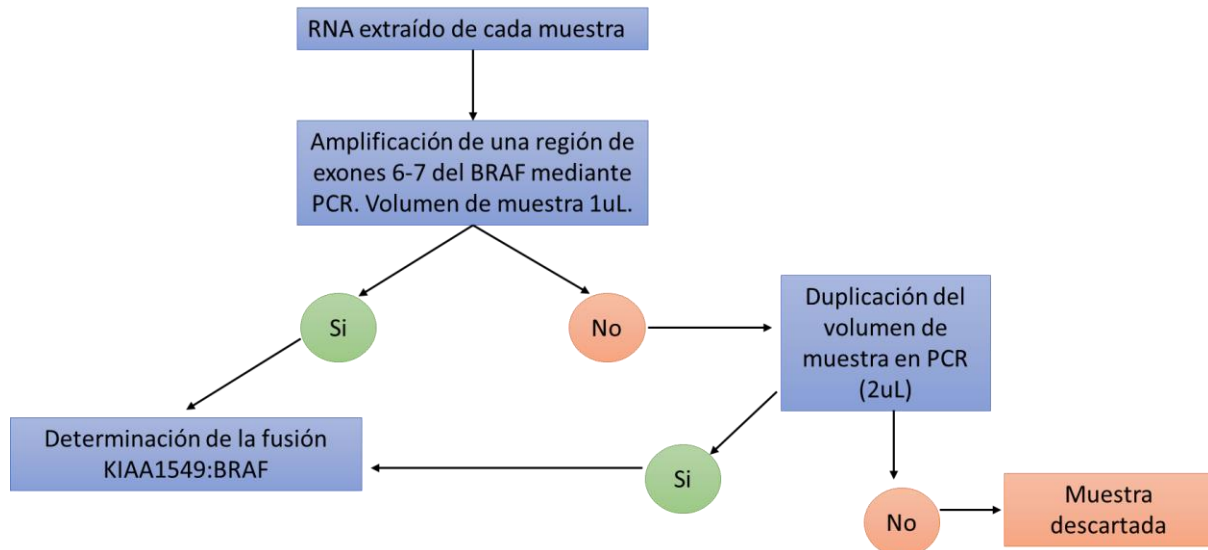 RNA extraído de cada muestra
Amplificación de una región de
exones 6-7 del BRAF mediante
PCR. Volumen de muestra 1uL.
Si
No
Duplicación del
volumen de
muestra en PCR
(2uL)
Determinación de la fusión
KIAA1549:BRAF
Si
No
Muestra
descartada